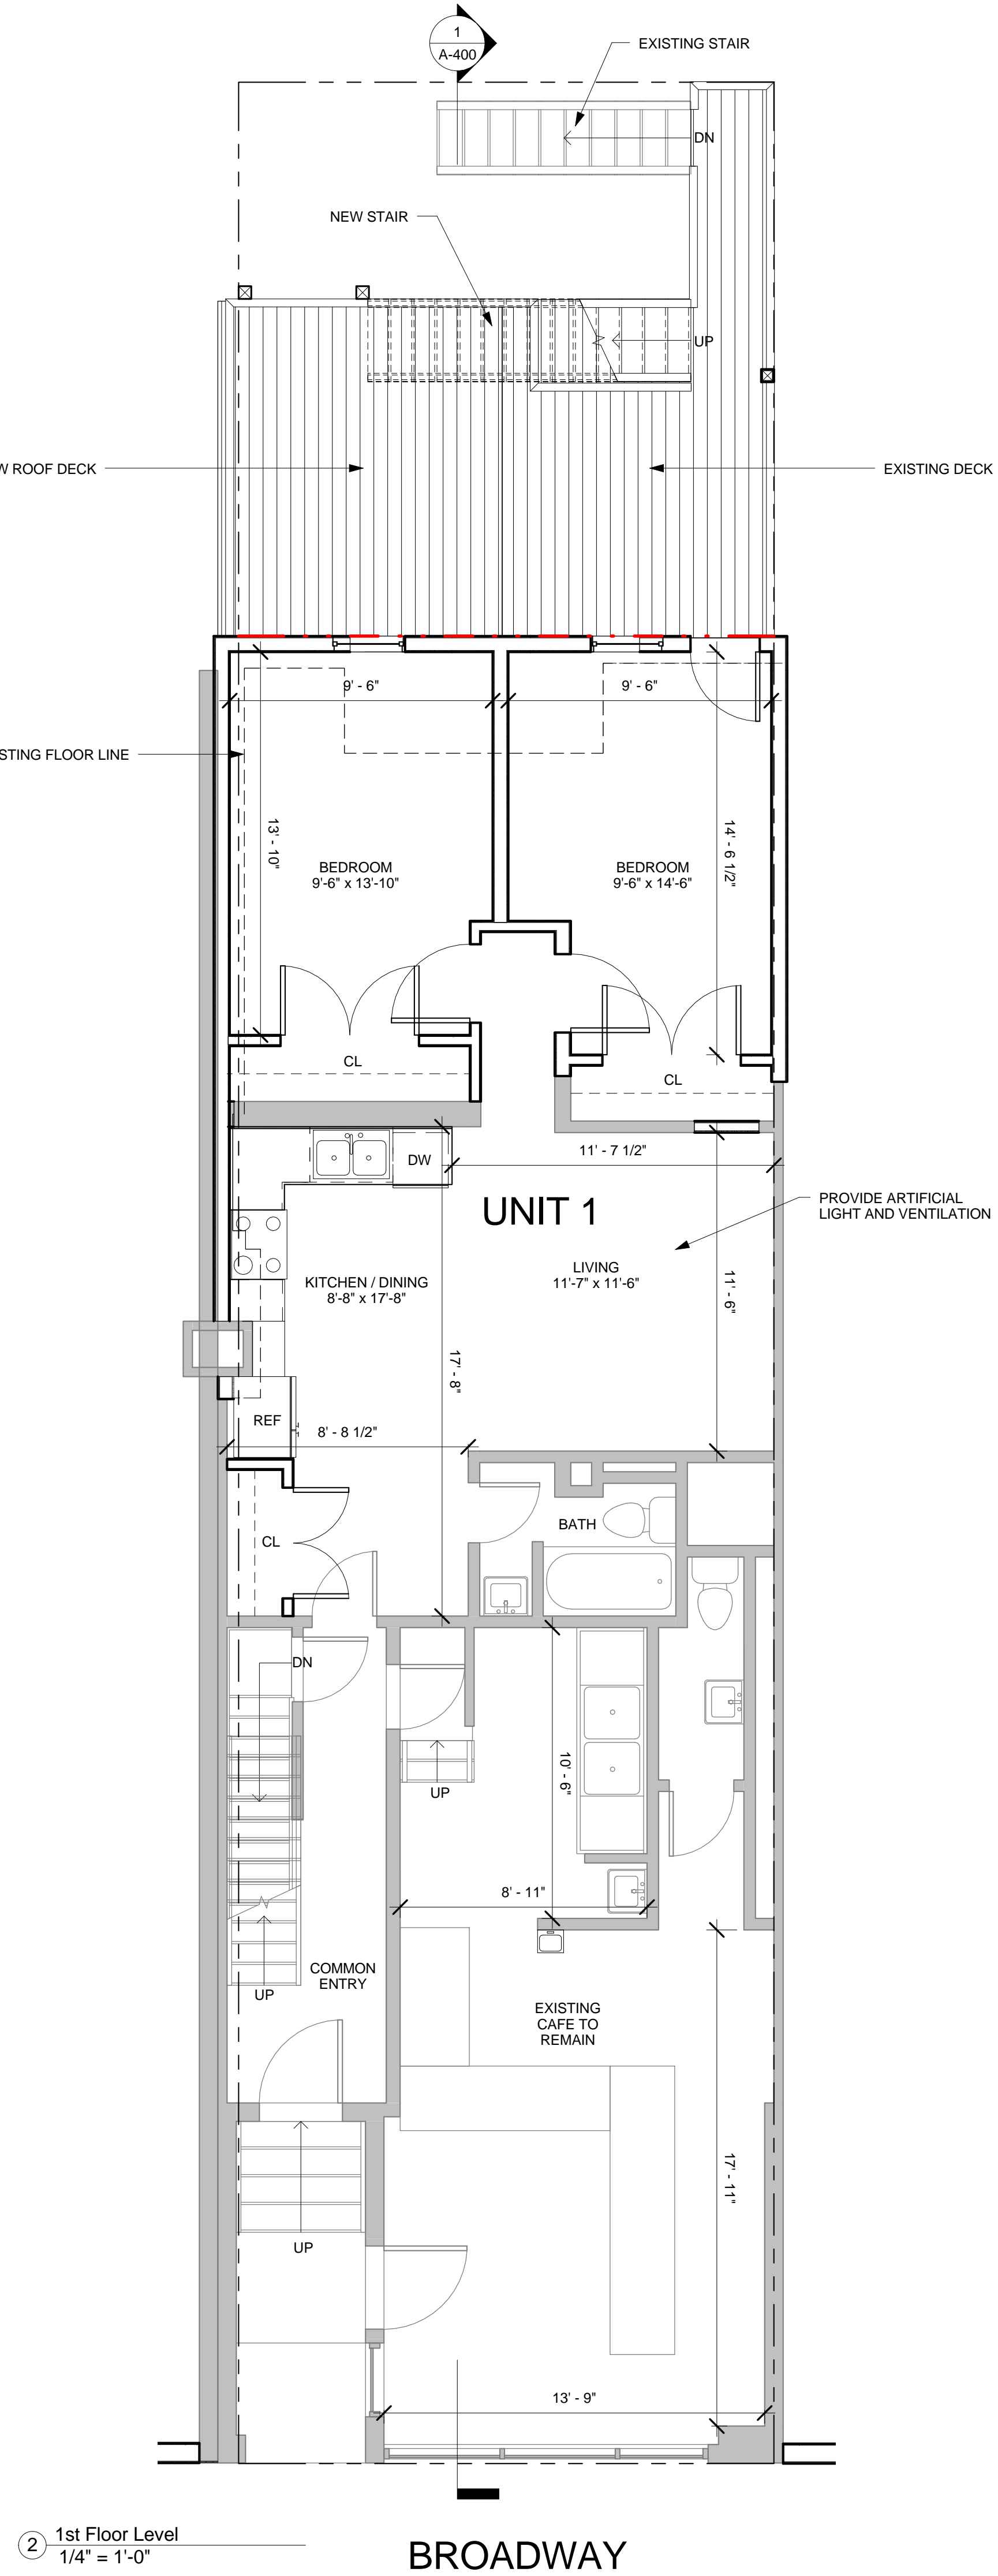 1
A-400
EXISTING STAIR
DN
NEW STAIR
UP
ROOF DECK
EXISTING DECK
9' - 6"
9' - 6"
FLOOR LINE
13' - 10"
14' - 6 1/2"
BEDROOM
9'-6" x 13'-10"
BEDROOM
9'-6" x 14'-6"
CL
CL
DW
11' - 7 1/2"
UNIT 1
PROVIDE ARTIFICIAL
LIGHT AND VENTILATION
KITCHEN / DINING
8'-8" x 17'-8"
LIVING
11'-7" x 11'-6"
11' - 6"
17' - 8"
REF
8' - 8 1/2"
CL
BATH
DN
10' - 6"
UP
8' - 11"
COMMON
ENTRY
UP
EXISTING
CAFE TO
REMAIN
17' - 11"
UP
13' - 9"
2
1st Floor Level
1/4" = 1'-0"
BROADWAY